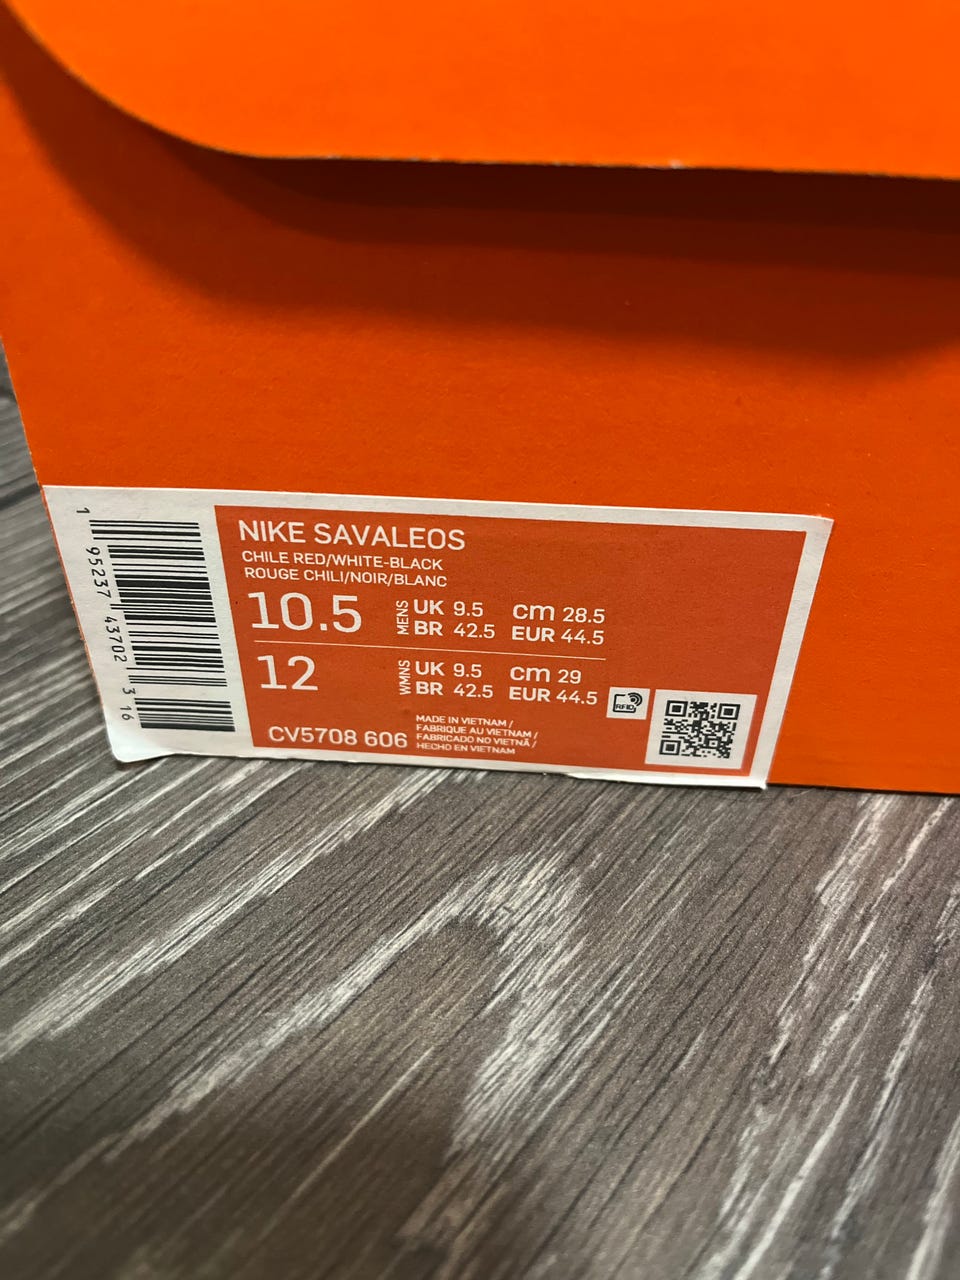 NIKE SAVALEOS
CHILE RED/WHITE-BLACK
ROUGE CHILI/NOIR/BLANC
10.5 MENS UK 9.5 cm 28.5
BR 42.5 EUR 44.5
12 WMNS UK 9.5 cm 29
BR 42.5 EUR 44.5
RFID
CV5708 606
MADE IN VIETNAM /
FABRIQUE AU VIETNAM /
FABRICADO NO VIETNÃ /
HECHO EN VIETNAM
1 95237 43702 3 16